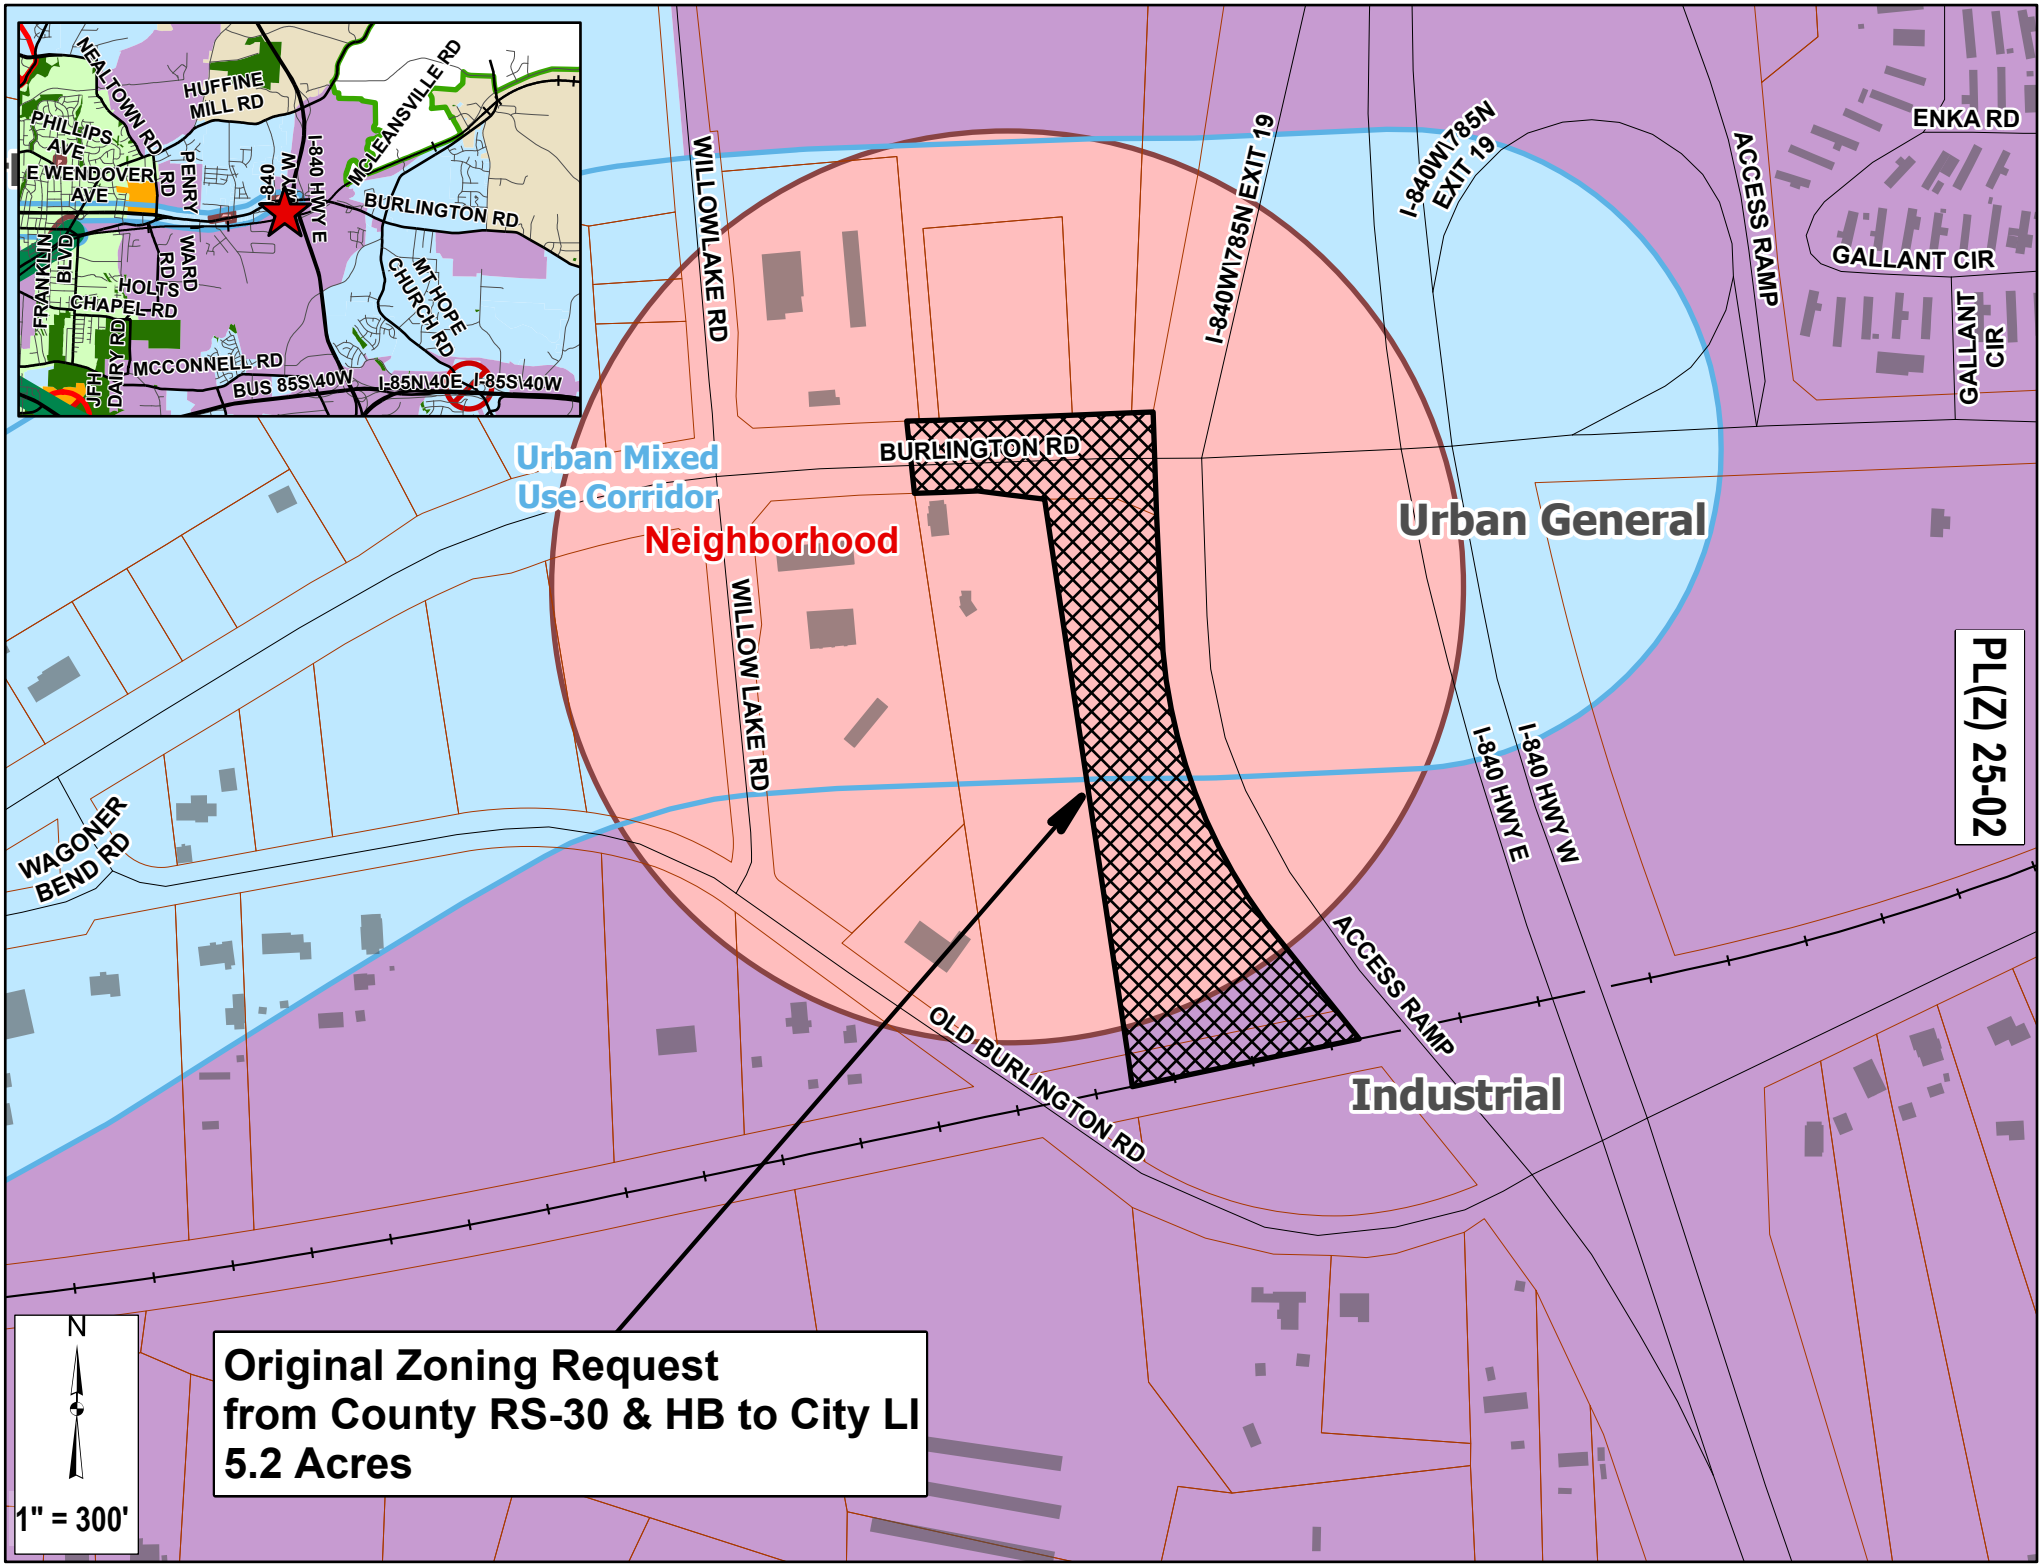 NEALTOWN RD
HUFFINE
MILL RD
MCLEANSVILLE RD
PHILLIPS
AVE
E WENDOVER
AVE
PENRY
RD
I-840
HWY W
I-840 HWY E
BURLINGTON RD
FRANKLIN
BLVD
WARD
RD
HOLTS
CHAPEL RD
MT HOPE
CHURCH RD
JFH
DAIRY RD
MCCONNELL RD
BUS 85S\40W
I-85N\40E
I-85S\40W
WILLOWLAKE RD
I-840W\785N EXIT 19
I-840W\785N
EXIT 19
ACCESS RAMP
ENKA RD
GALLANT CIR
GALLANT
CIR
BURLINGTON RD
Urban Mixed
Use Corridor
Neighborhood
Urban General
WILLOW LAKE RD
PL(Z) 25-02
I-840 HWY E
I-840 HWY W
WAGONER
BEND RD
ACCESS RAMP
OLD BURLINGTON RD
Industrial
N
1" = 300'
Original Zoning Request
from County RS-30 & HB to City LI
5.2 Acres